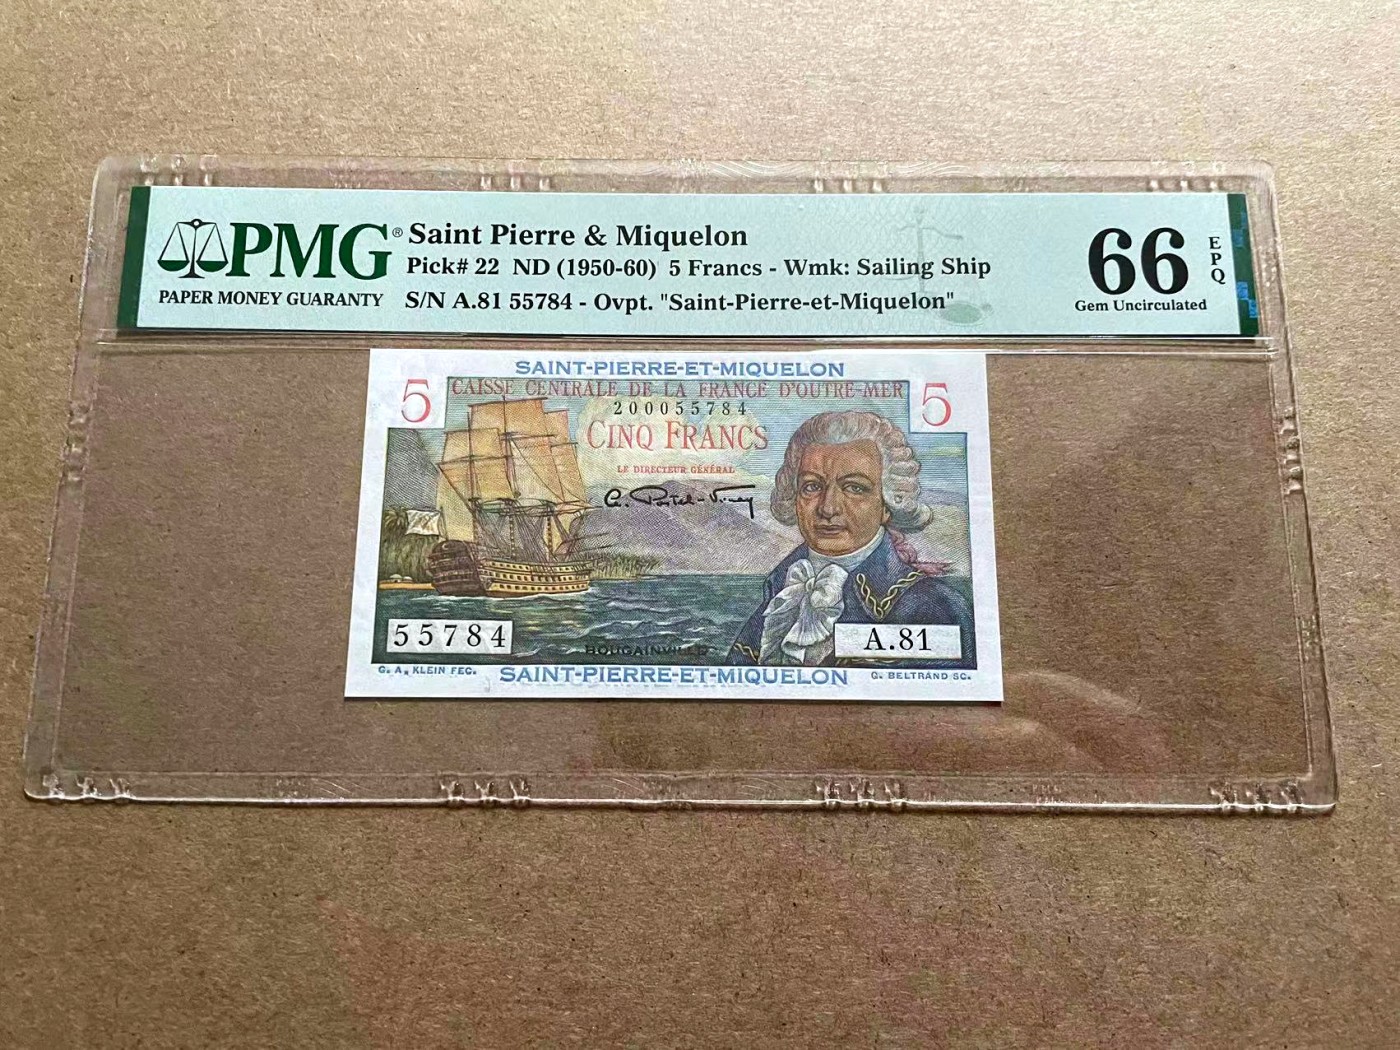 PMG®
PAPER MONEY GUARANTY
Saint Pierre & Miquelon
Pick# 22 ND (1950-60) 5 Francs - Wmk: Sailing Ship
S/N A.81 55784 - Ovpt. "Saint-Pierre-et-Miquelon"
66
EPQ
Gem Uncirculated
SAINT-PIERRE-ET-MIQUELON
5 CAISSE CENTRALE DE LA FRANCE D'OUTRE-MER 5
200055784
CINQ FRANCS
LE DIRECTEUR GÉNÉRAL
55784
A.81
BOUGAINVILLE
G. A. KLEIN FEC.
SAINT-PIERRE-ET-MIQUELON
G. BELTRAND SC.